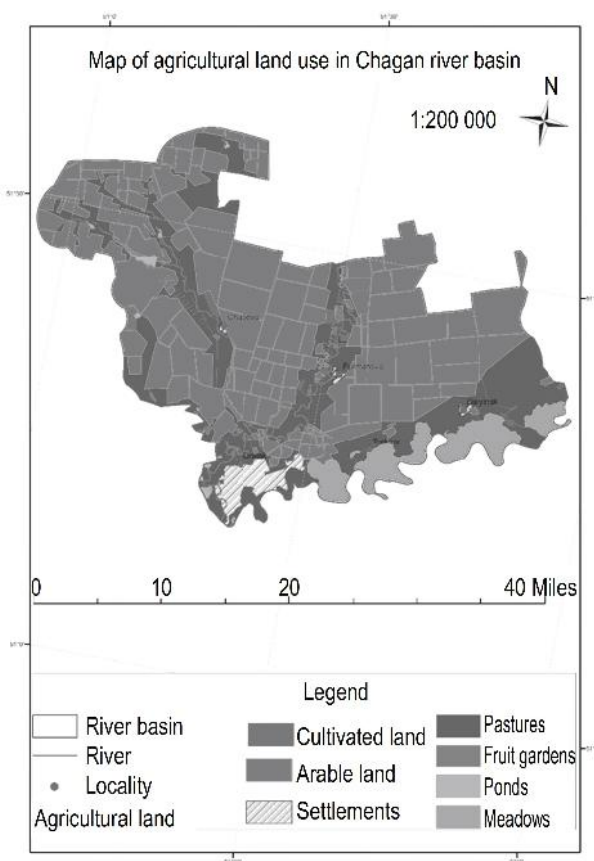 Map of agricultural land use in Chagan river basin
N
1:200 000
0 10 20 40 Miles
Legend
River basin
River
Locality
Agricultural land
Cultivated land
Arable land
Settlements
Pastures
Fruit gardens
Ponds
Meadows